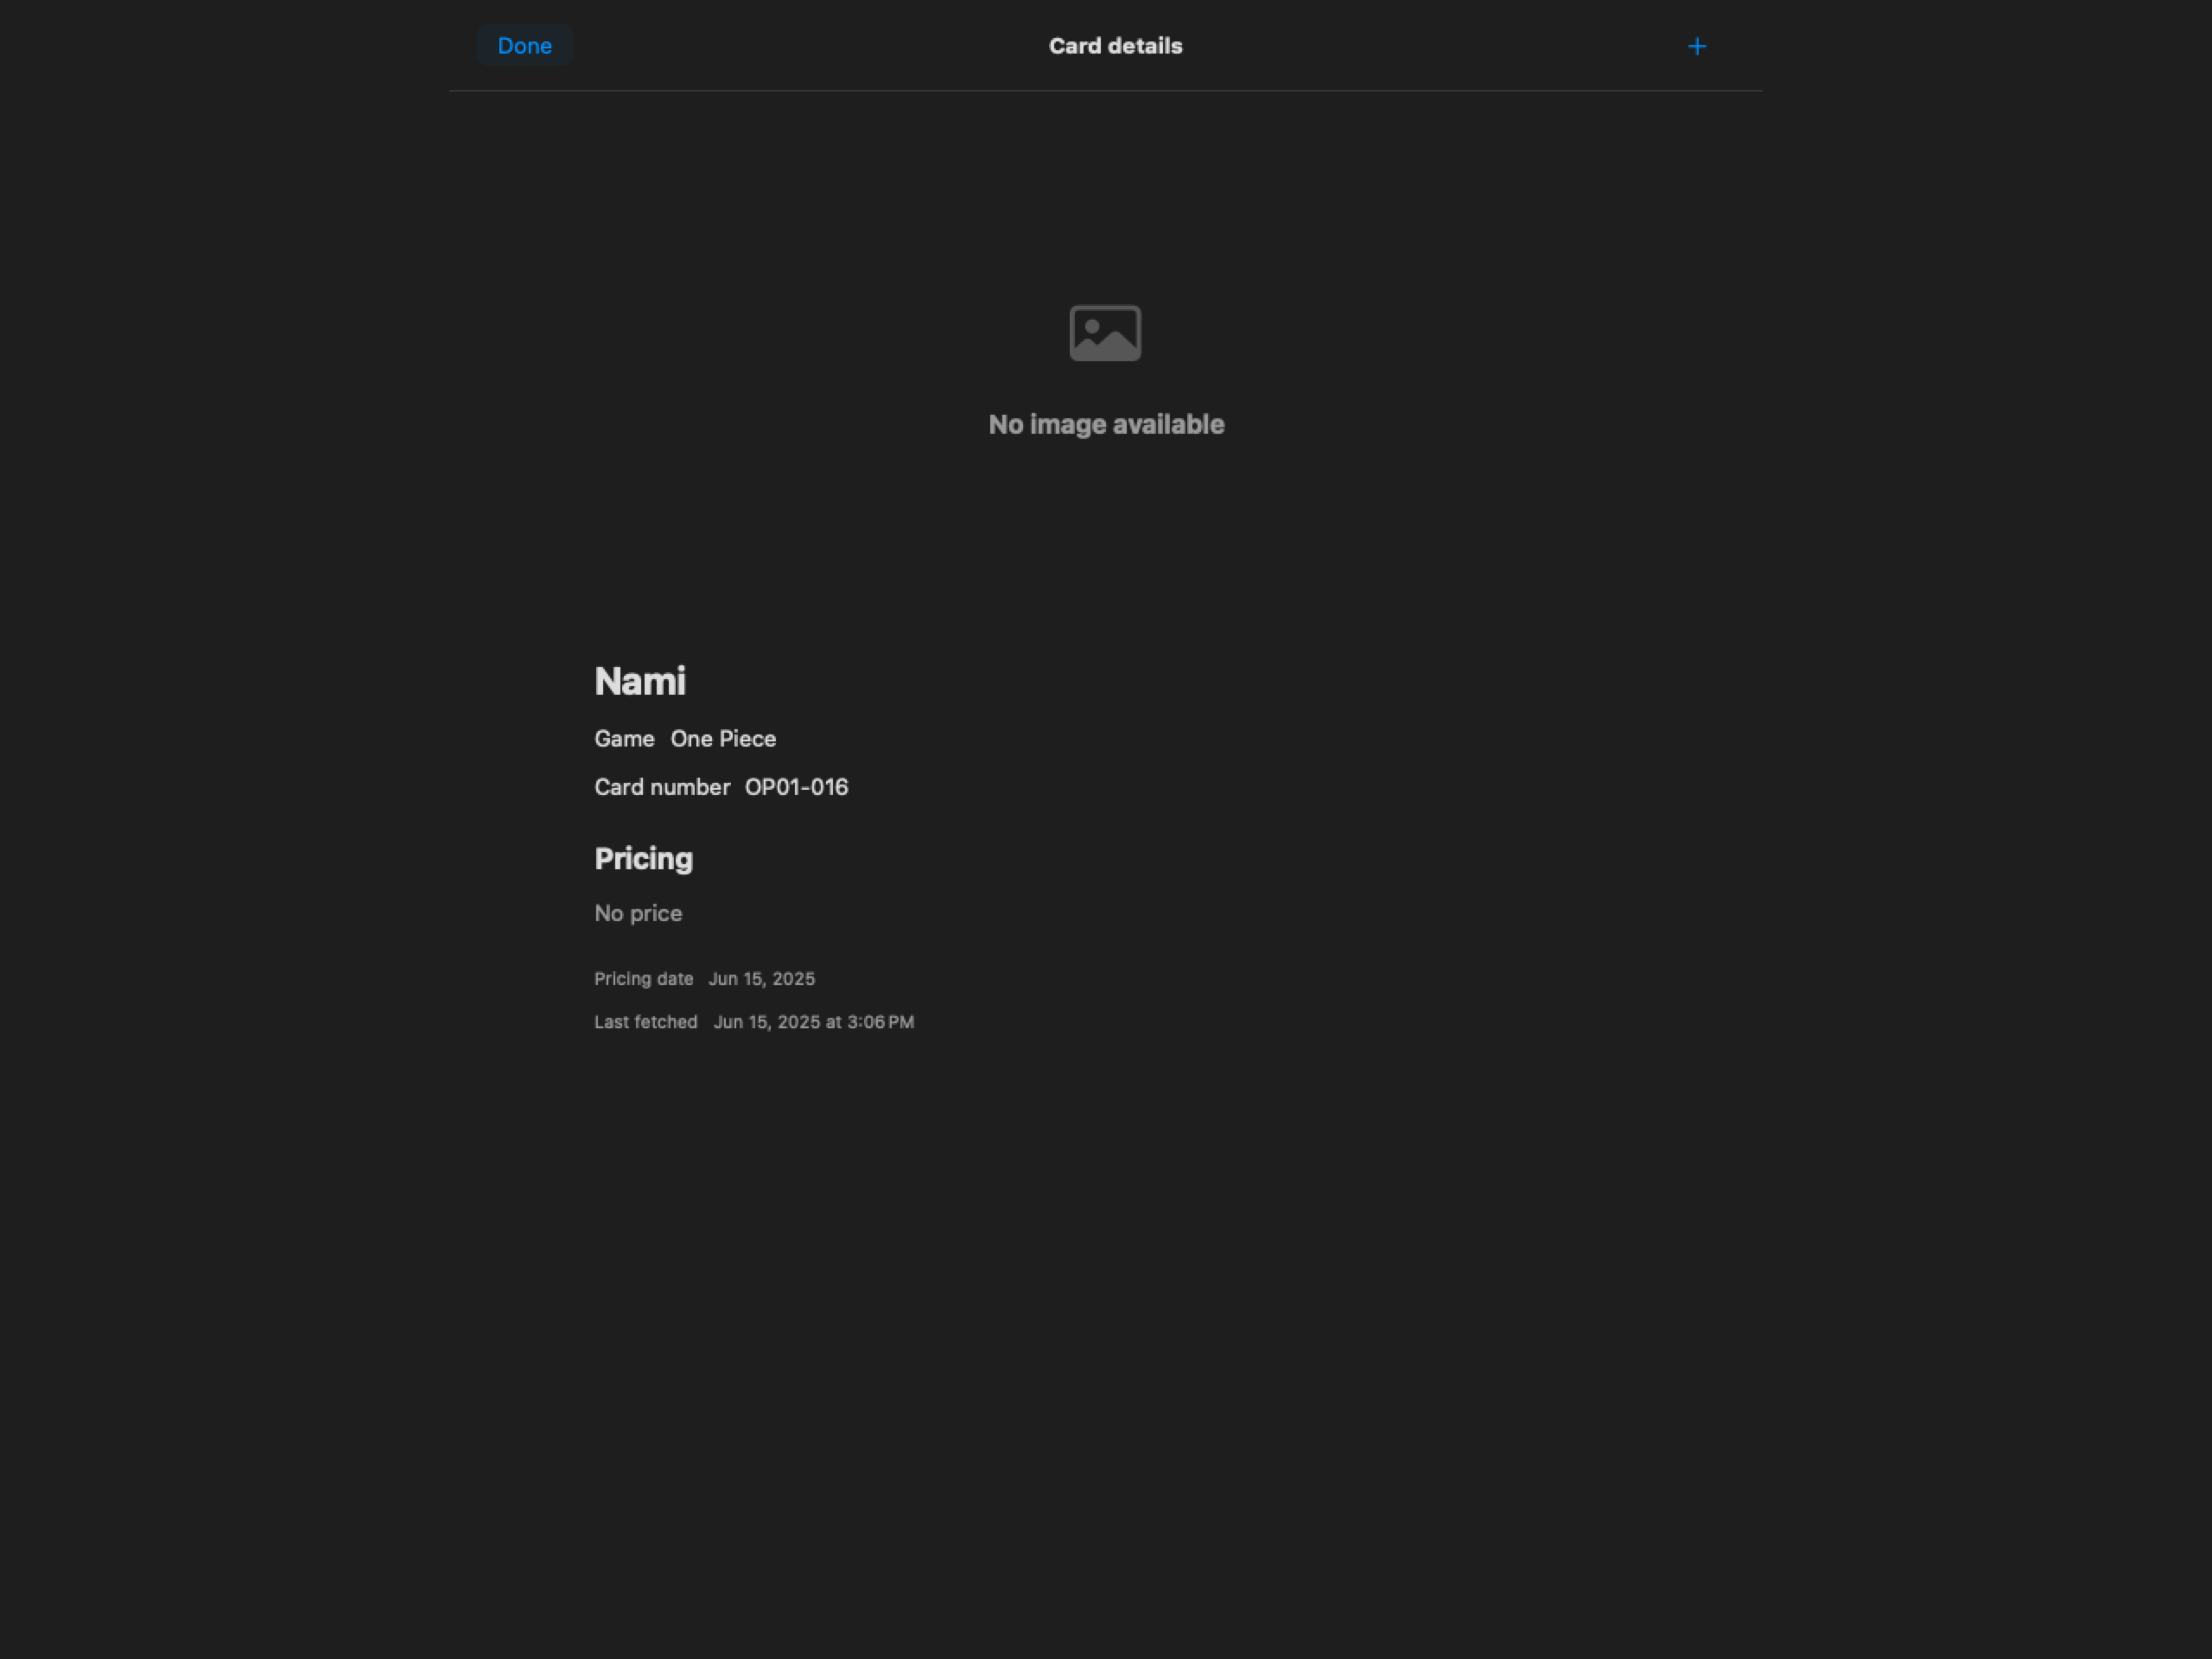 Done
Card details
+
No image available
Nami
Game One Piece
Card number OP01-016
Pricing
No price
Pricing date Jun 15, 2025
Last fetched Jun 15, 2025 at 3:06 PM